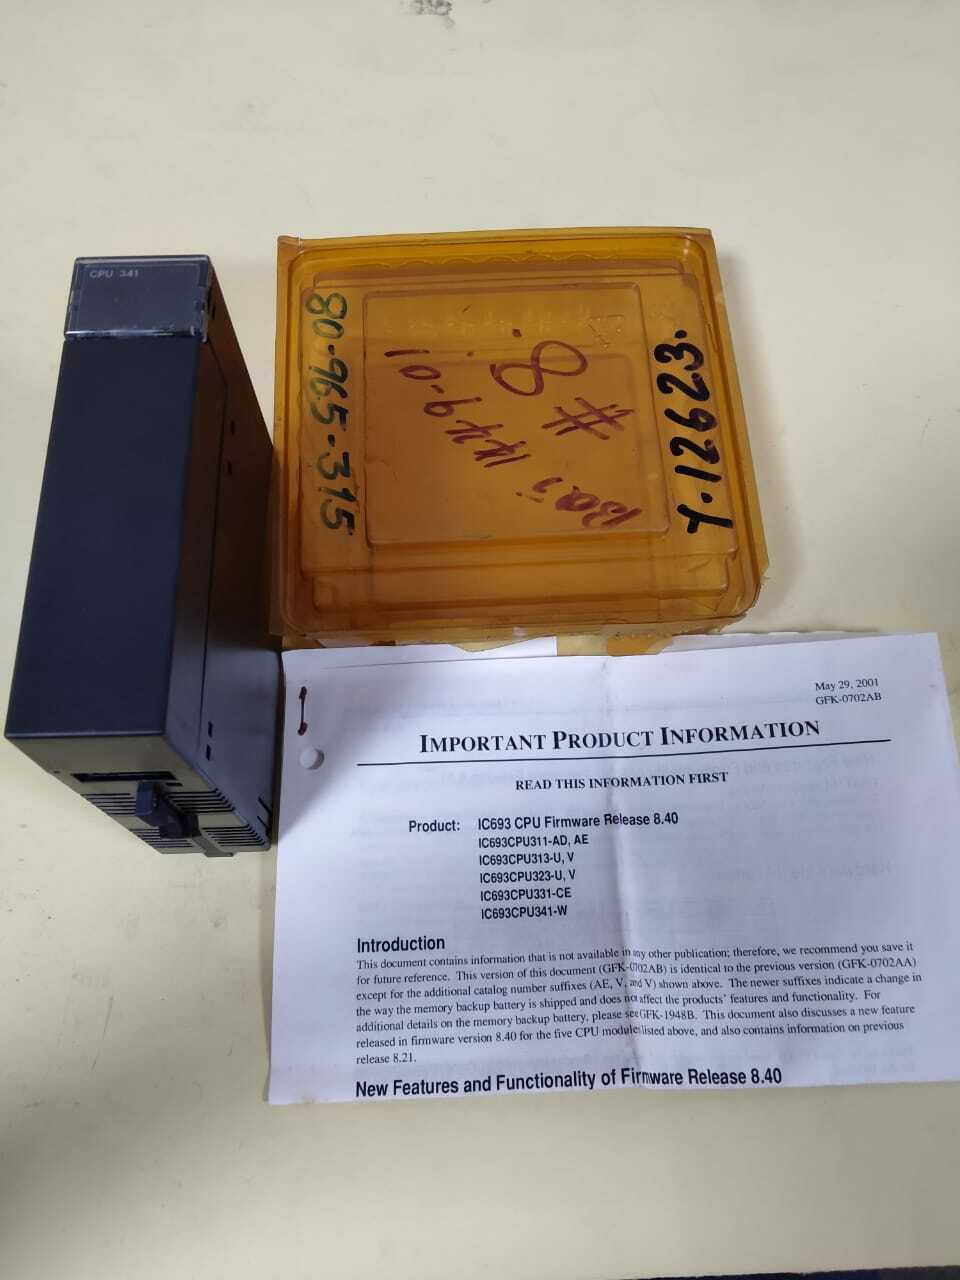 CPU 341
80-965-315
# 8.
Y-12623.
May 29, 2001
GFK-0702AB
IMPORTANT PRODUCT INFORMATION
READ THIS INFORMATION FIRST
Product: IC693 CPU Firmware Release 8.40
IC693CPU311-AD, AE
IC693CPU313-U, V
IC693CPU323-U, V
IC693CPU331-CE
IC693CPU341-W
Introduction
This document contains information that is not available in any other publication; therefore, we recommend you save it
for future reference. This version of this document (GFK-0702AB) is identical to the previous version (GFK-0702AA)
except for the additional catalog number suffixes (AE, V, and V) shown above. The newer suffixes indicate a change in
the way the memory backup battery is shipped and does not affect the products' features and functionality. For
additional details on the memory backup battery, please see GFK-1948B. This document also discusses a new feature
released in firmware version 8.40 for the five CPU modules listed above, and also contains information on previous
release 8.21.
New Features and Functionality of Firmware Release 8.40